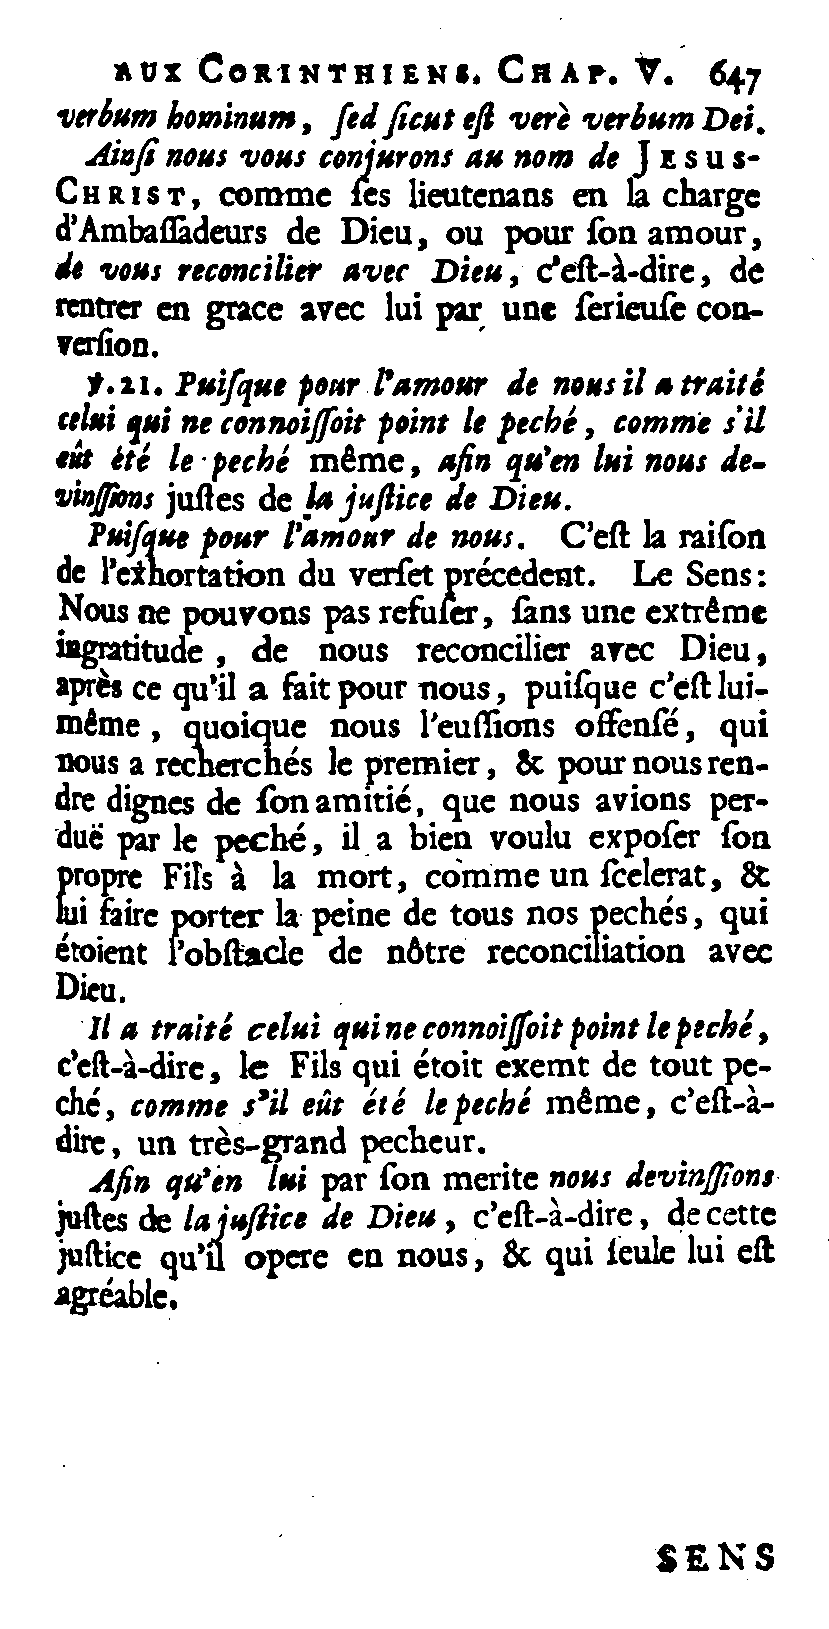 AUX CORINTHIENS. CHAP. V. 647
verbum hominum, ſed ſicut eſt verè verbum Dei.
Ainſi nous vous conjurons au nom de JESUS-
CHRIST, comme ſes lieutenans en la charge
d'Ambaſſadeurs de Dieu, ou pour ſon amour,
de vous reconcilier avec Dieu, c'eſt-à-dire, de
rentrer en grace avec lui par une ſerieuſe con-
verſion.
℣.21. Puiſque pour l'amour de nous il a traité
celui qui ne connoiſſoit point le peché, comme s'il
eût été le peché même, afin qu'en lui nous de-
vinſſions juſtes de la juſtice de Dieu.
Puiſque pour l'amour de nous. C'eſt la raiſon
de l'exhortation du verſet précedent. Le Sens:
Nous ne pouvons pas refuſer, ſans une extrême
ingratitude, de nous reconcilier avec Dieu,
après ce qu'il a fait pour nous, puiſque c'eſt lui-
même, quoique nous l'euſſions offenſé, qui
nous a recherchés le premier, & pour nous ren-
dre dignes de ſon amitié, que nous avions per-
duë par le peché, il a bien voulu expoſer ſon
propre Fils à la mort, comme un ſcelerat, &
lui faire porter la peine de tous nos pechés, qui
étoient l'obſtacle de nôtre reconciliation avec
Dieu.
Il a traité celui qui ne connoiſſoit point le peché,
c'eſt-à-dire, le Fils qui étoit exemt de tout pe-
ché, comme s'il eût été le peché même, c'eſt-à-
dire, un très-grand pecheur.
Afin qu'en lui par ſon merite nous devinſſions
juſtes de la juſtice de Dieu, c'eſt-à-dire, de cette
juſtice qu'il opere en nous, & qui ſeule lui eſt
agréable.
SENS